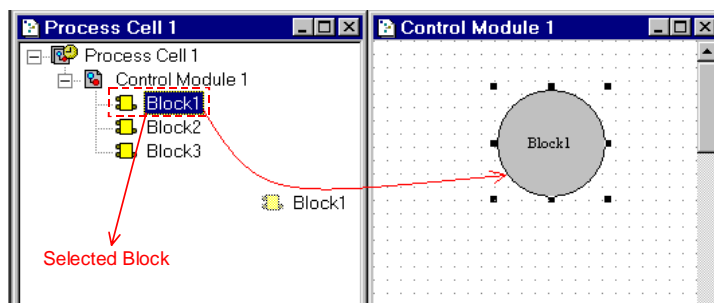 Process Cell 1
Process Cell 1
Control Module 1
Block1
Block2
Block3
Block1
Selected Block
Control Module 1
Block1